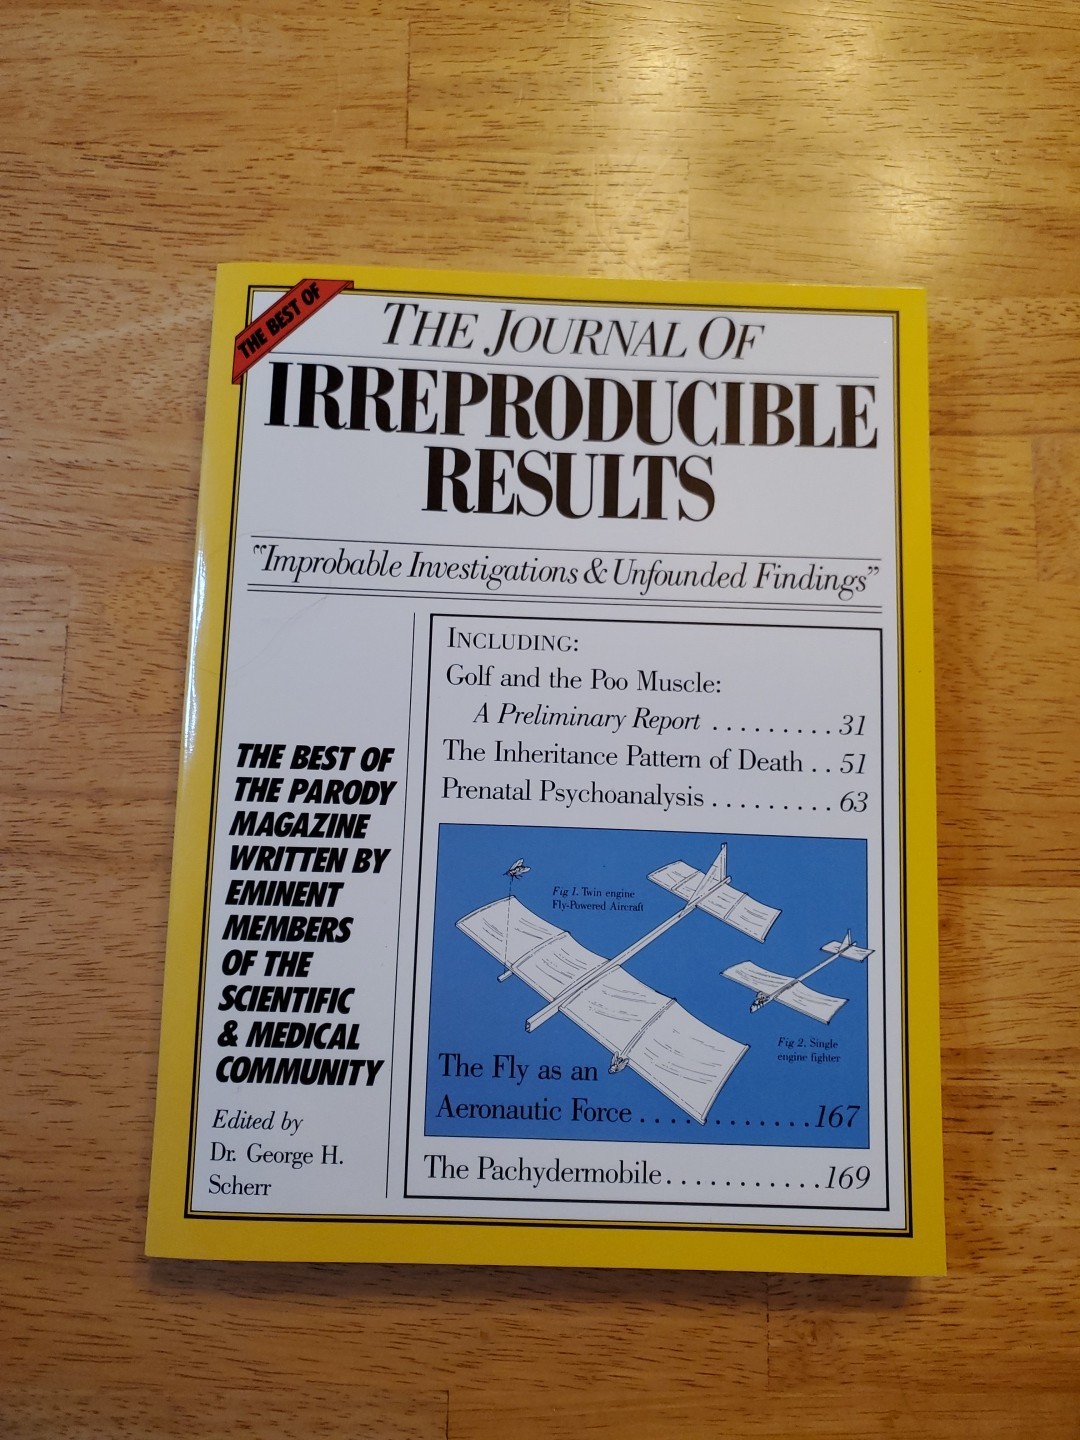 THE BEST OF
THE JOURNAL OF
IRREPRODUCIBLE
RESULTS
"Improbable Investigations & Unfounded Findings"
THE BEST OF
THE PARODY
MAGAZINE
WRITTEN BY
EMINENT
MEMBERS
OF THE
SCIENTIFIC
& MEDICAL
COMMUNITY
Edited by
Dr. George H.
Scherr
INCLUDING:
Golf and the Poo Muscle:
A Preliminary Report .........31
The Inheritance Pattern of Death ..51
Prenatal Psychoanalysis .........63
Fig 1. Twin engine
Fly-Powered Aircraft
Fig 2. Single
engine fighter
The Fly as an
Aeronautic Force ............167
The Pachydermobile...........169